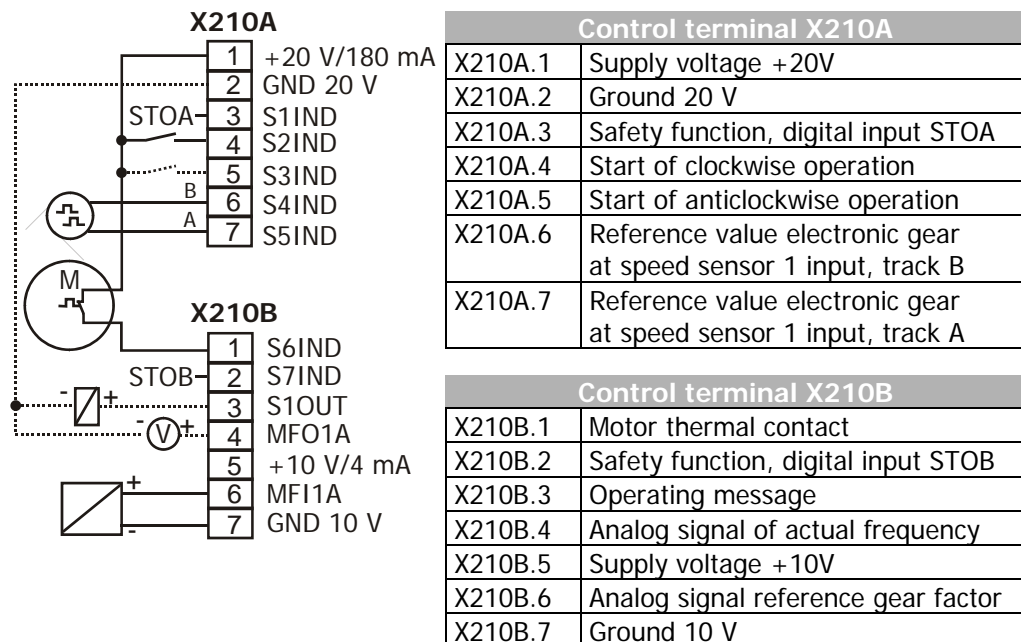 X210A
1 +20 V/180 mA
2 GND 20 V
STOA 3 S1IND
4 S2IND
5 S3IND
B 6 S4IND
A 7 S5IND
M
X210B
1 S6IND
STOB 2 S7IND
- + 3 S1OUT
- V + 4 MFO1A
5 +10 V/4 mA
+ 6 MFI1A
- 7 GND 10 V
Control terminal X210A
X210A.1 Supply voltage +20V
X210A.2 Ground 20 V
X210A.3 Safety function, digital input STOA
X210A.4 Start of clockwise operation
X210A.5 Start of anticlockwise operation
X210A.6 Reference value electronic gear
at speed sensor 1 input, track B
X210A.7 Reference value electronic gear
at speed sensor 1 input, track A
Control terminal X210B
X210B.1 Motor thermal contact
X210B.2 Safety function, digital input STOB
X210B.3 Operating message
X210B.4 Analog signal of actual frequency
X210B.5 Supply voltage +10V
X210B.6 Analog signal reference gear factor
X210B.7 Ground 10 V